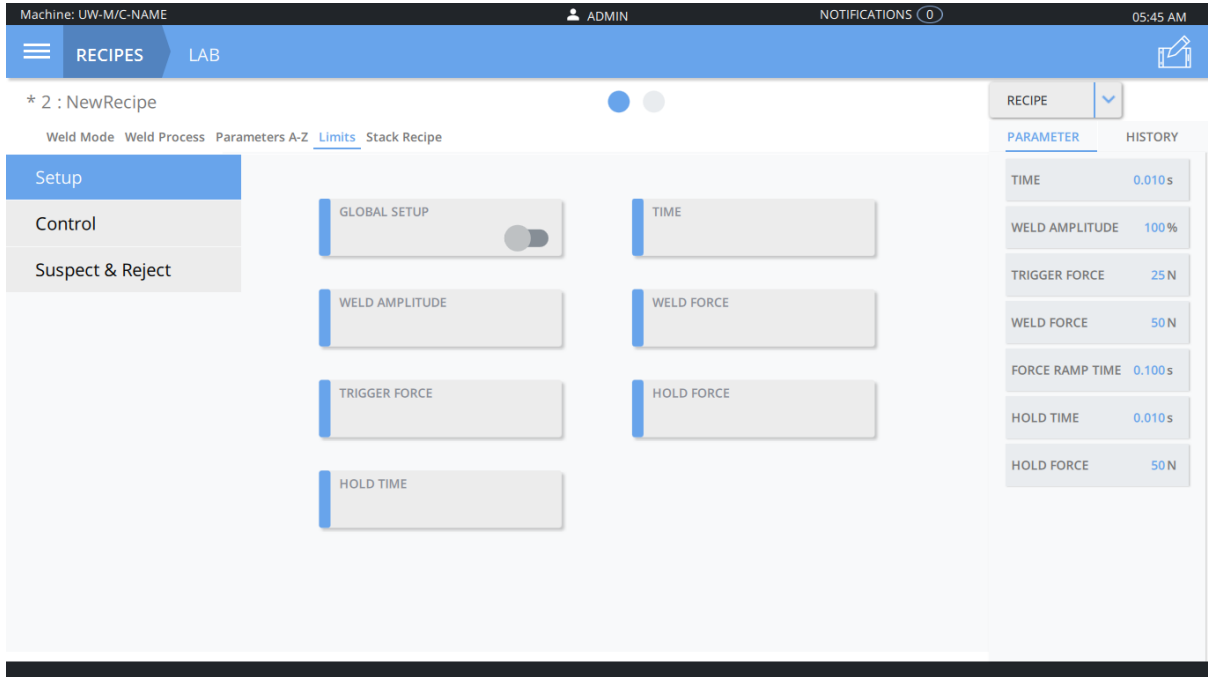 Machine: UW-M/C-NAME ADMIN NOTIFICATIONS 0 05:45 AM
RECIPES LAB
* 2 : NewRecipe
Weld Mode Weld Process Parameters A-Z Limits Stack Recipe
Setup
Control
Suspect & Reject
GLOBAL SETUP TIME
WELD AMPLITUDE WELD FORCE
TRIGGER FORCE HOLD FORCE
HOLD TIME
RECIPE
PARAMETER HISTORY
TIME 0.010 s
WELD AMPLITUDE 100 %
TRIGGER FORCE 25 N
WELD FORCE 50 N
FORCE RAMP TIME 0.100 s
HOLD TIME 0.010 s
HOLD FORCE 50 N